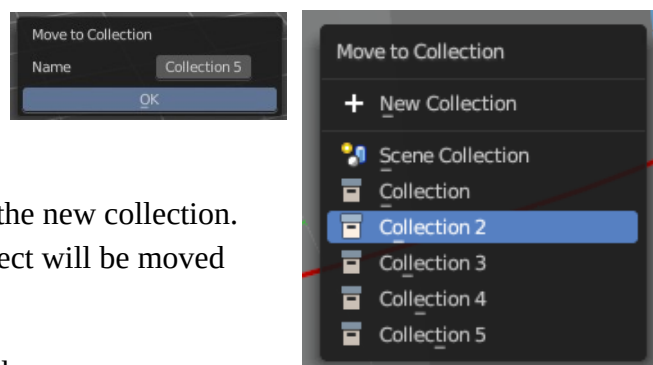 Move to Collection
Name Collection 5
OK
the new collection.
ect will be moved
Move to Collection
New Collection
Scene Collection
Collection
Collection 2
Collection 3
Collection 4
Collection 5